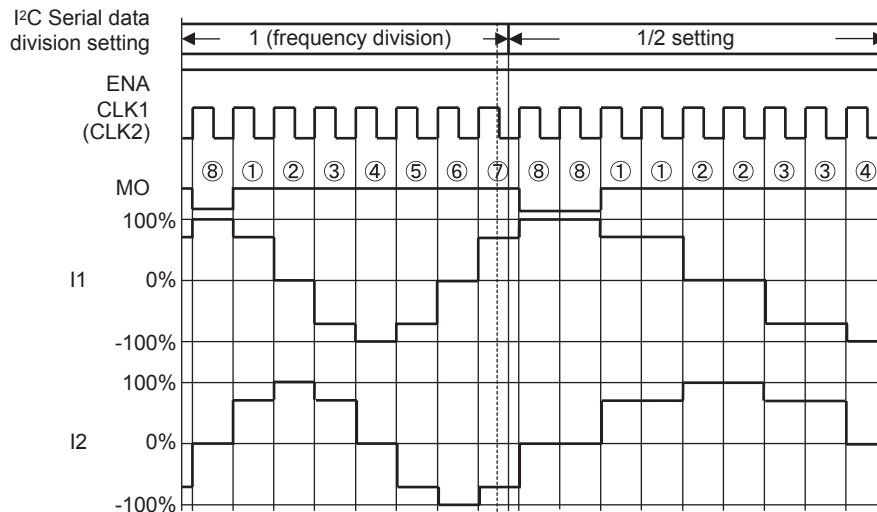 I²C Serial data
division setting
1 (frequency division)
1/2 setting
ENA
CLK1
(CLK2)
⑧ ① ② ③ ④ ⑤ ⑥ ⑦ ⑧ ⑧ ① ① ② ② ③ ③ ④
MO
100%
I1 0%
-100%
100%
I2 0%
-100%